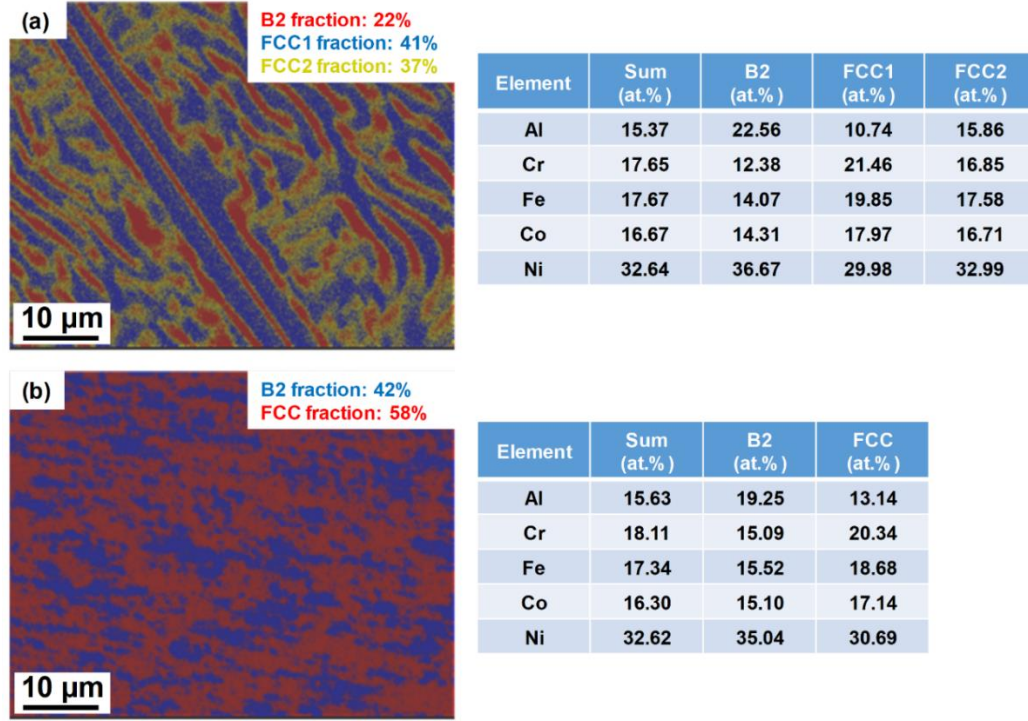 (a)
B2 fraction: 22%
FCC1 fraction: 41%
FCC2 fraction: 37%
10 μm
Element Sum (at.%) B2 (at.%) FCC1 (at.%) FCC2 (at.%)
Al 15.37 22.56 10.74 15.86
Cr 17.65 12.38 21.46 16.85
Fe 17.67 14.07 19.85 17.58
Co 16.67 14.31 17.97 16.71
Ni 32.64 36.67 29.98 32.99
(b)
B2 fraction: 42%
FCC fraction: 58%
10 μm
Element Sum (at.%) B2 (at.%) FCC (at.%)
Al 15.63 19.25 13.14
Cr 18.11 15.09 20.34
Fe 17.34 15.52 18.68
Co 16.30 15.10 17.14
Ni 32.62 35.04 30.69